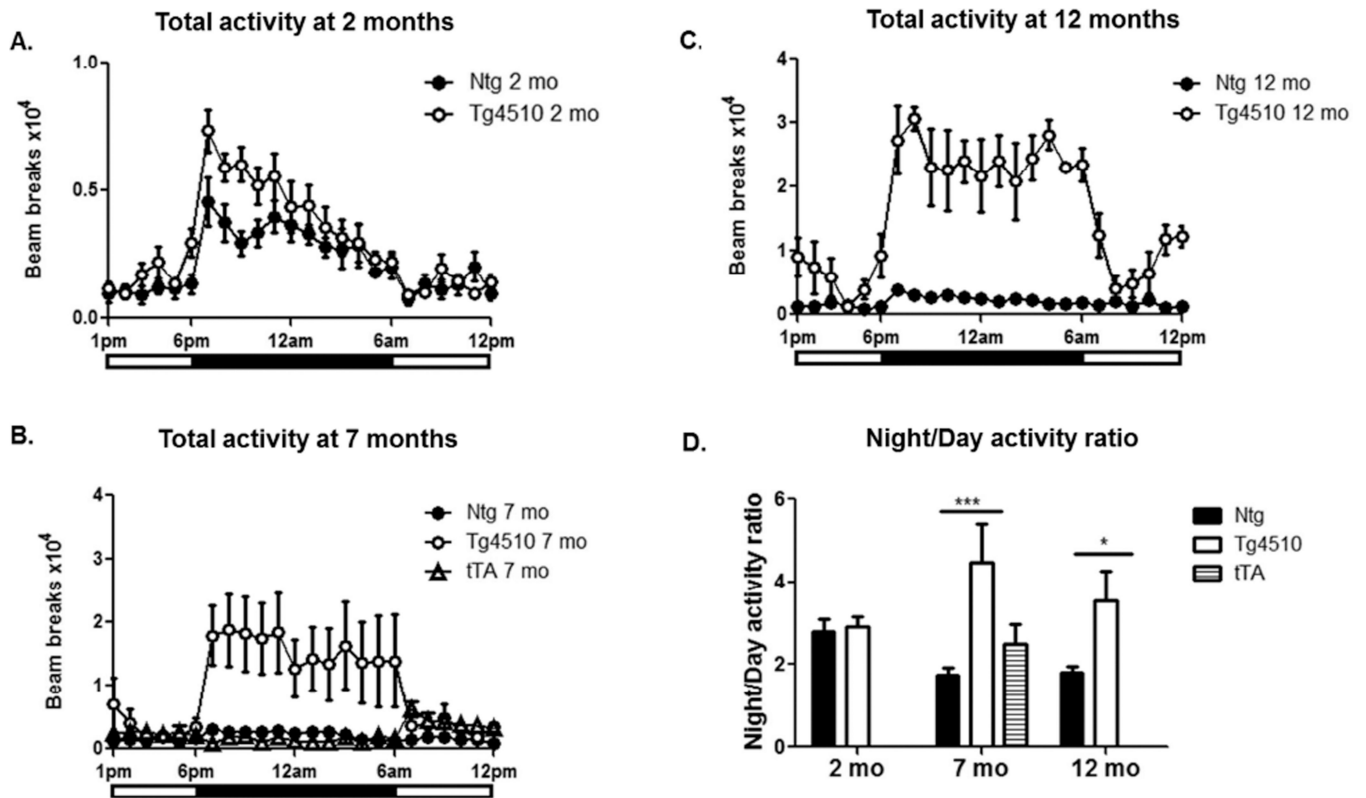 A.
Total activity at 2 months
Beam breaks x10⁴
1.0
0.5
0.0
Ntg 2 mo
Tg4510 2 mo
1pm 6pm 12am 6am 12pm
C.
Total activity at 12 months
Beam breaks x10⁴
4
3
2
1
0
Ntg 12 mo
Tg4510 12 mo
1pm 6pm 12am 6am 12pm
B.
Total activity at 7 months
Beam breaks x10⁴
4
3
2
1
0
Ntg 7 mo
Tg4510 7 mo
tTA 7 mo
1pm 6pm 12am 6am 12pm
D.
Night/Day activity ratio
Night/Day activity ratio
6
4
2
0
***
*
Ntg
Tg4510
tTA
2 mo 7 mo 12 mo